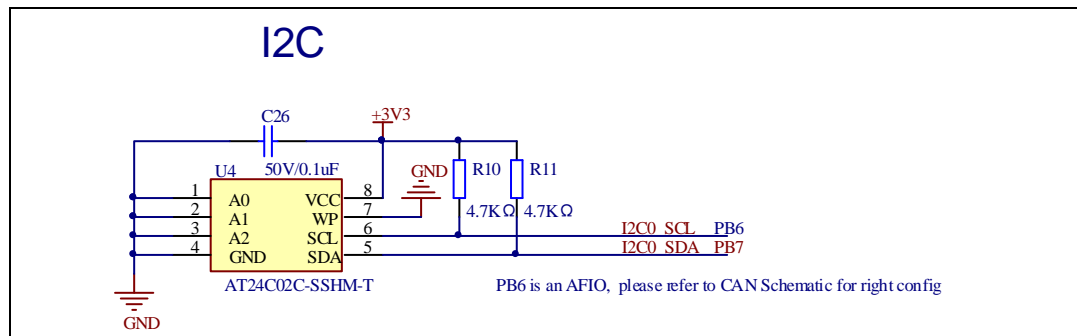 I2C
C26
+3V3
50V/0.1uF
U4
GND
R10
R11
4.7KΩ
4.7KΩ
1 A0 VCC 8
2 A1 WP 7
3 A2 SCL 6
4 GND SDA 5
I2C0_SCL PB6
I2C0_SDA PB7
AT24C02C-SSHM-T
PB6 is an AFIO, please refer to CAN Schematic for right config
GND